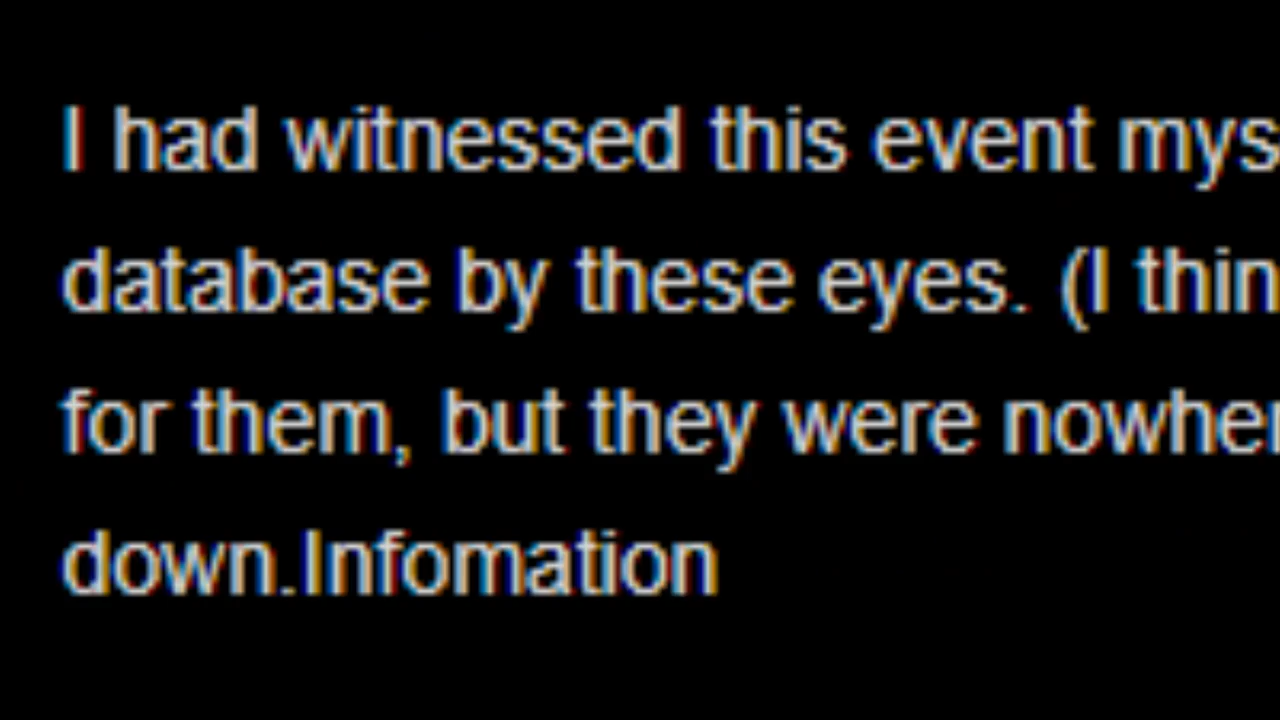 I had witnessed this event mys
database by these eyes. (I thin
for them, but they were nowher
down.Infomation